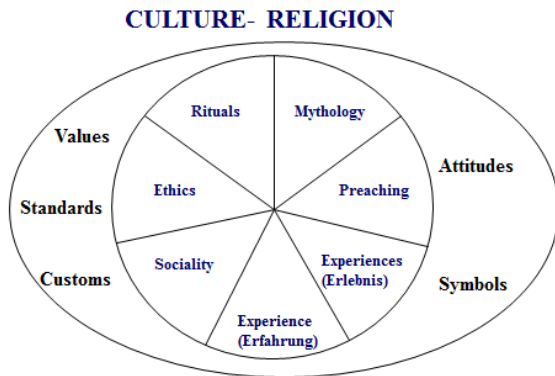 CULTURE- RELIGION
Rituals
Mythology
Values
Attitudes
Ethics
Preaching
Standards
Sociality
Experiences
(Erlebnis)
Customs
Symbols
Experience
(Erfahrung)